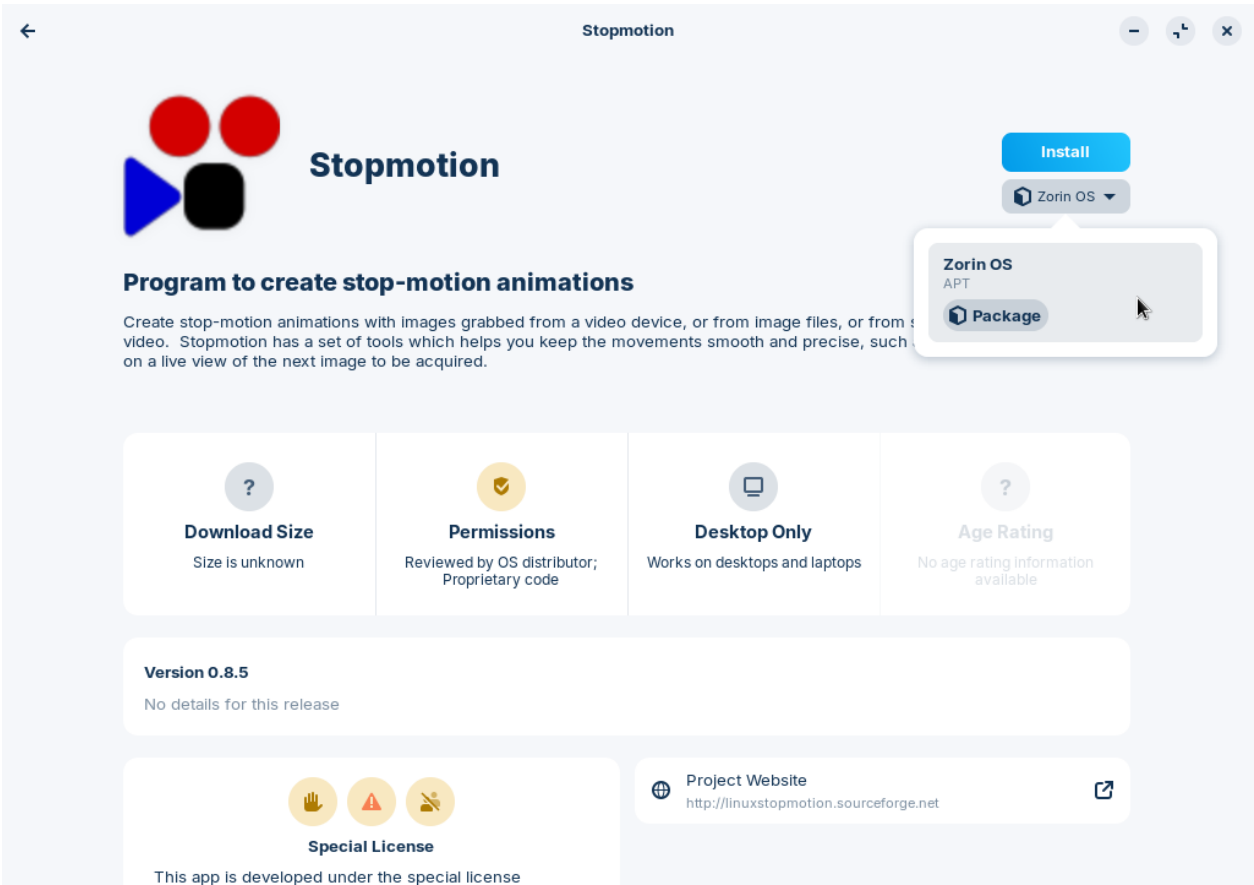 Stopmotion
Stopmotion
Install
Zorin OS
Zorin OS
APT
Package
Program to create stop-motion animations
Create stop-motion animations with images grabbed from a video device, or from image files, or from
video. Stopmotion has a set of tools which helps you keep the movements smooth and precise, such
on a live view of the next image to be acquired.
?
Download Size
Size is unknown
Permissions
Reviewed by OS distributor;
Proprietary code
Desktop Only
Works on desktops and laptops
?
Age Rating
No age rating information
available
Version 0.8.5
No details for this release
Special License
This app is developed under the special license
Project Website
http://linuxstopmotion.sourceforge.net